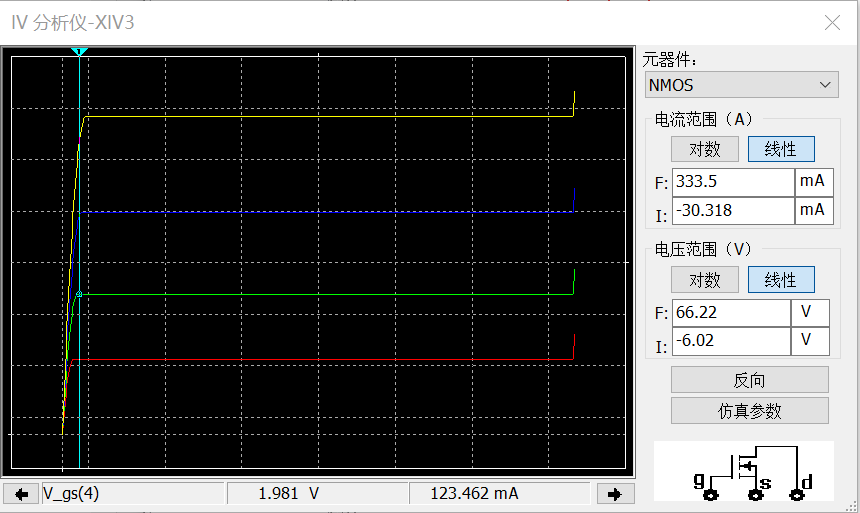 IV 分析仪-XIV3
1
元器件：
NMOS
电流范围（A）
对数 线性
F: 333.5 mA
I: -30.318 mA
电压范围（V）
对数 线性
F: 66.22 V
I: -6.02 V
反向
仿真参数
g s d
V_gs(4) 1.981 V 123.462 mA